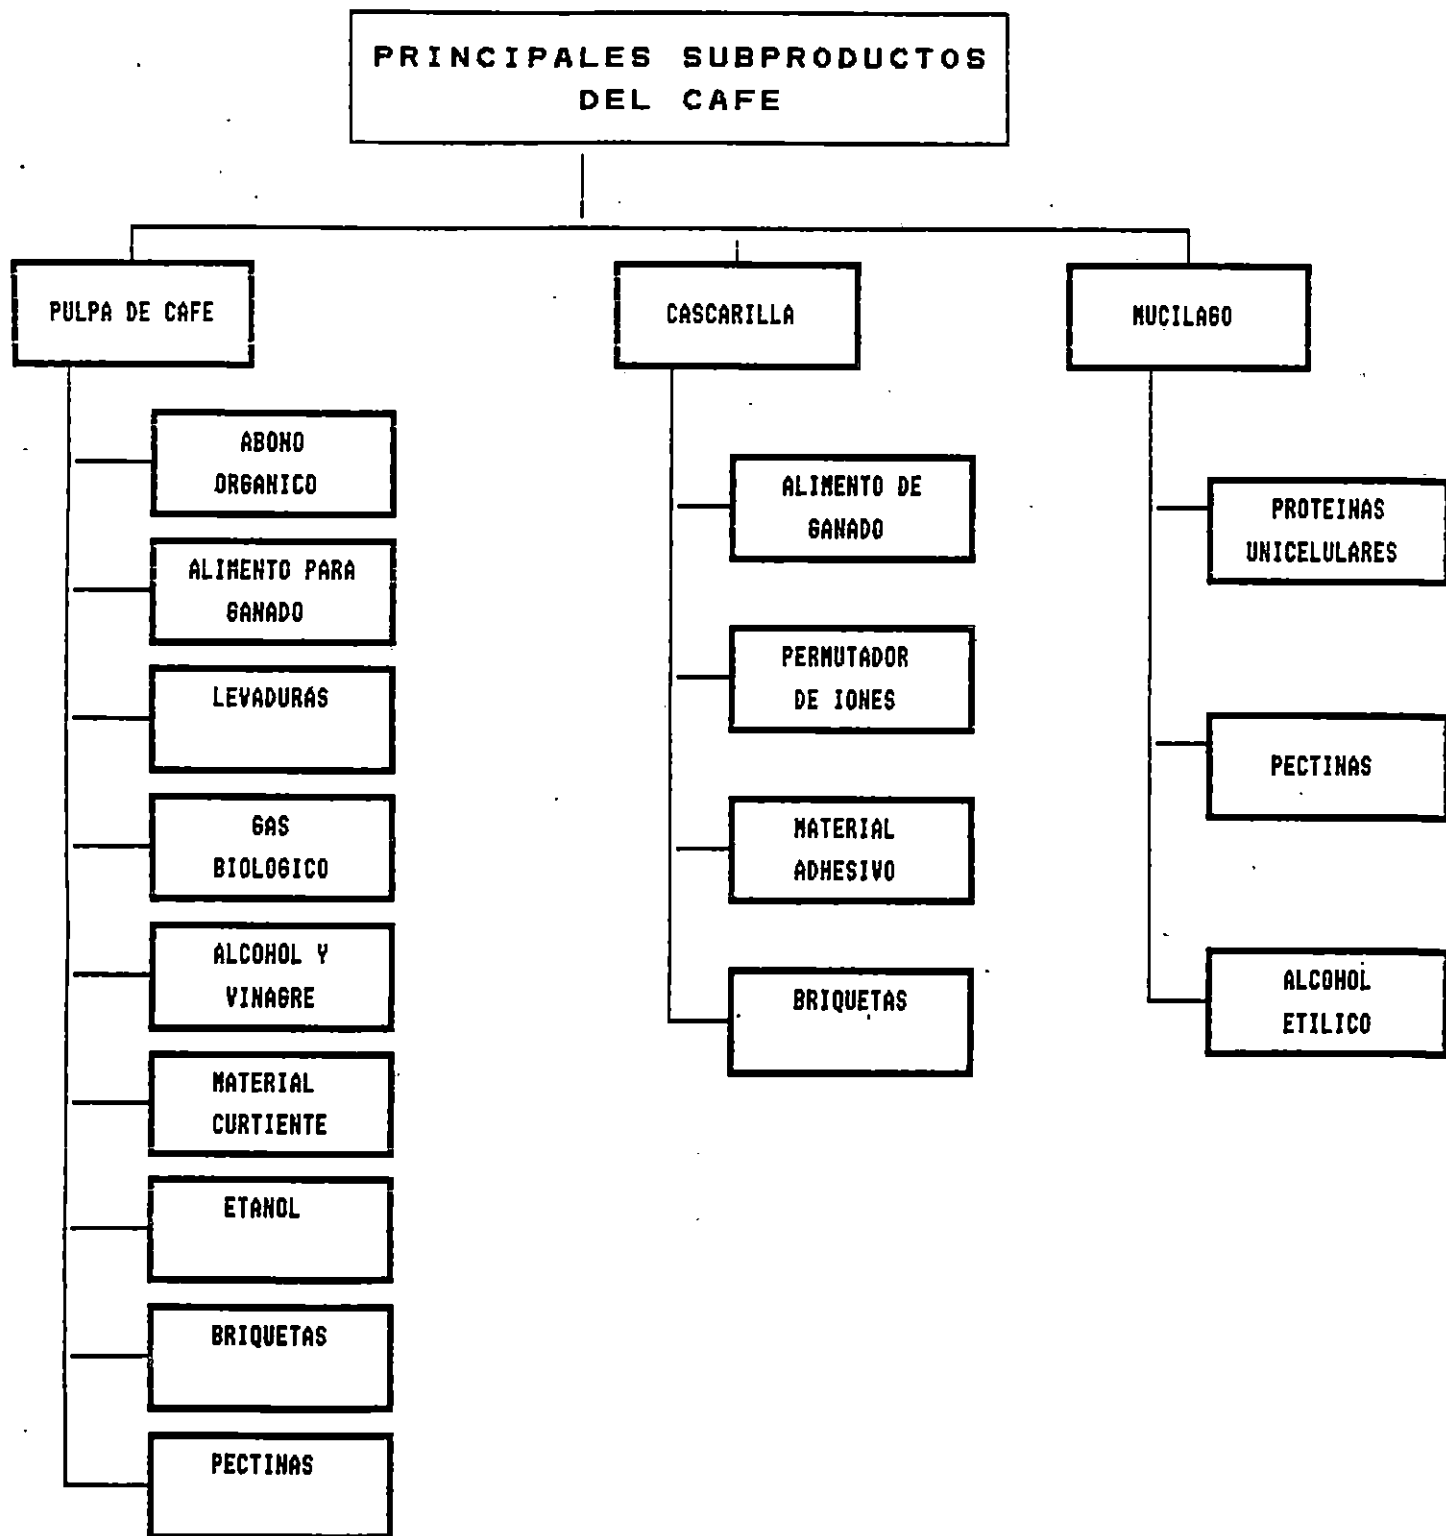 PRINCIPALES SUBPRODUCTOS
DEL CAFE
PULPA DE CAFE
ABONO
ORGANICO
ALIMENTO PARA
GANADO
LEVADURAS
GAS
BIOLOGICO
ALCOHOL Y
VINAGRE
MATERIAL
CURTIENTE
ETANOL
BRIQUETAS
PECTINAS
CASCARILLA
ALIMENTO DE
GANADO
PERMUTADOR
DE IONES
MATERIAL
ADHESIVO
BRIQUETAS
MUCILAGO
PROTEINAS
UNICELULARES
PECTINAS
ALCOHOL
ETILICO